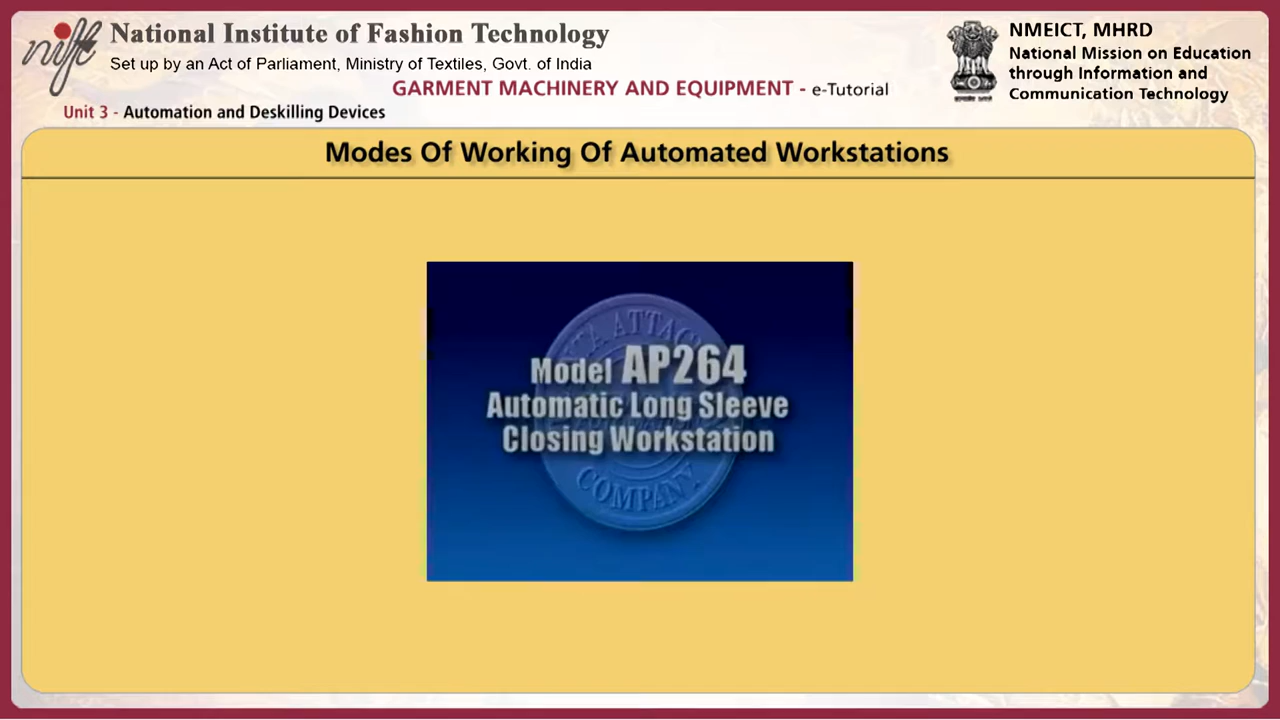 nift
National Institute of Fashion Technology
Set up by an Act of Parliament, Ministry of Textiles, Govt. of India
NMEICT, MHRD
National Mission on Education
through Information and
Communication Technology
GARMENT MACHINERY AND EQUIPMENT - e-Tutorial
Unit 3 - Automation and Deskilling Devices
Modes Of Working Of Automated Workstations
Model AP264
Automatic Long Sleeve
Closing Workstation
COMPANY